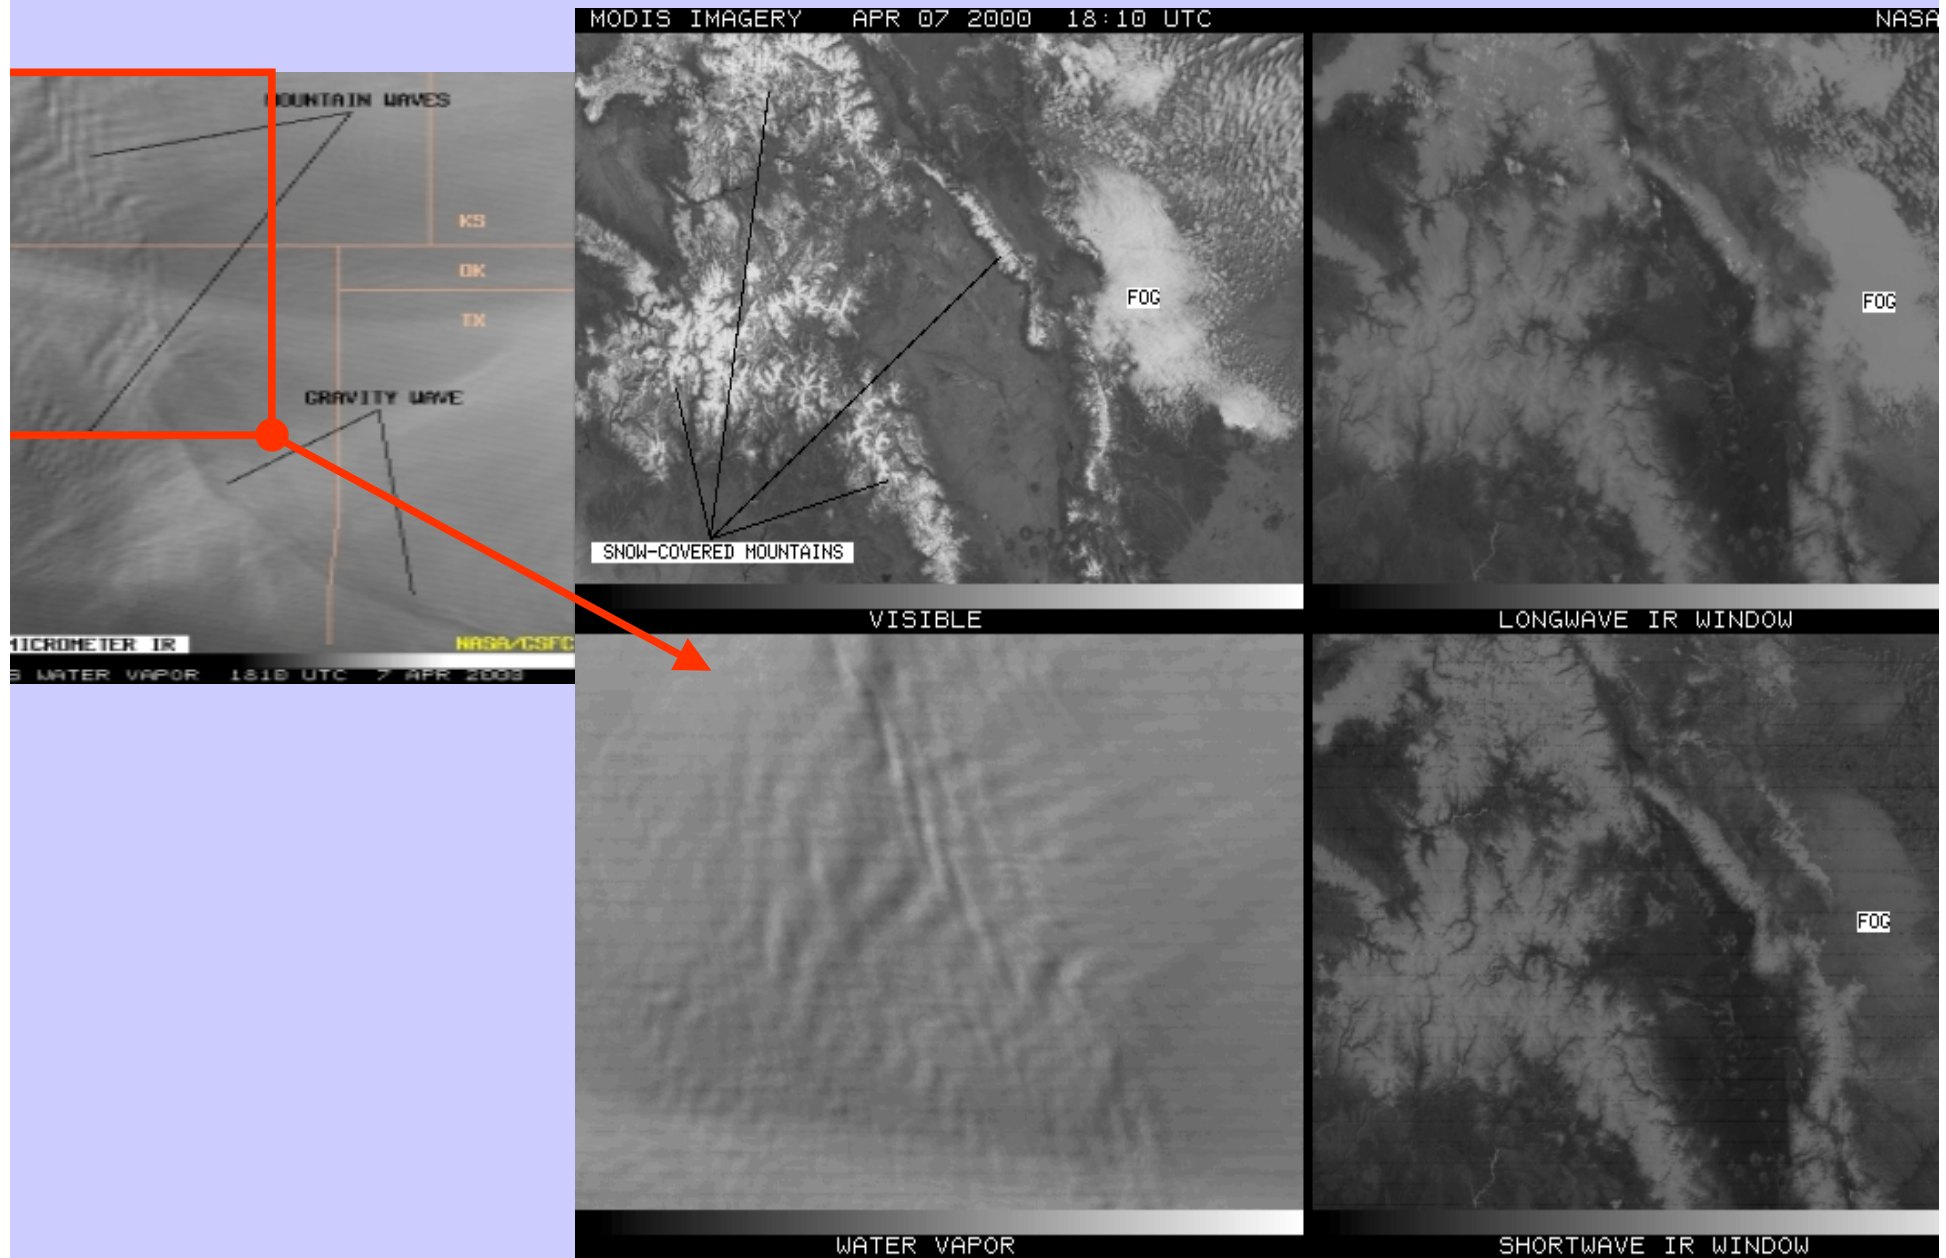 MODIS IMAGERY APR 07 2000 18:10 UTC NASA
MOUNTAIN WAVES
KS
OK
TX
GRAVITY WAVE
MICROMETER IR
NASA/GSFC
S WATER VAPOR 1810 UTC 7 APR 2000
FOG
SNOW-COVERED MOUNTAINS
VISIBLE
FOG
LONGWAVE IR WINDOW
WATER VAPOR
FOG
SHORTWAVE IR WINDOW